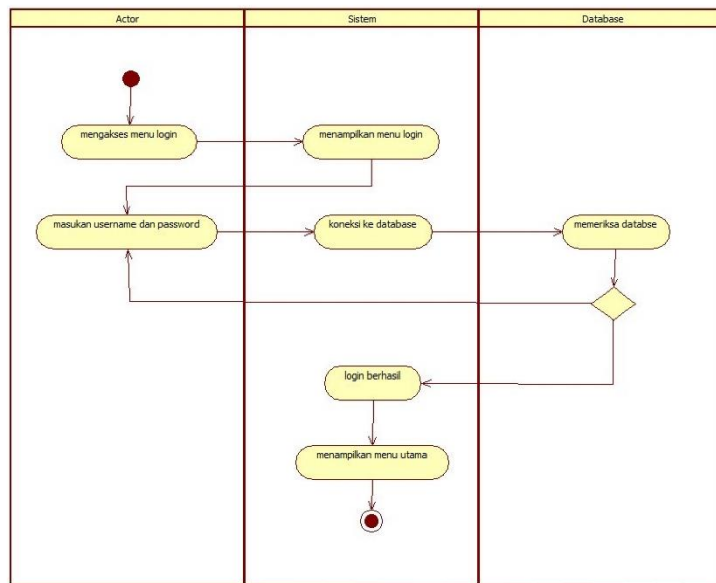 Actor
Sistem
Database
mengakses menu login
menampilkan menu login
masukan username dan password
koneksi ke database
memeriksa databse
login berhasil
menampilkan menu utama